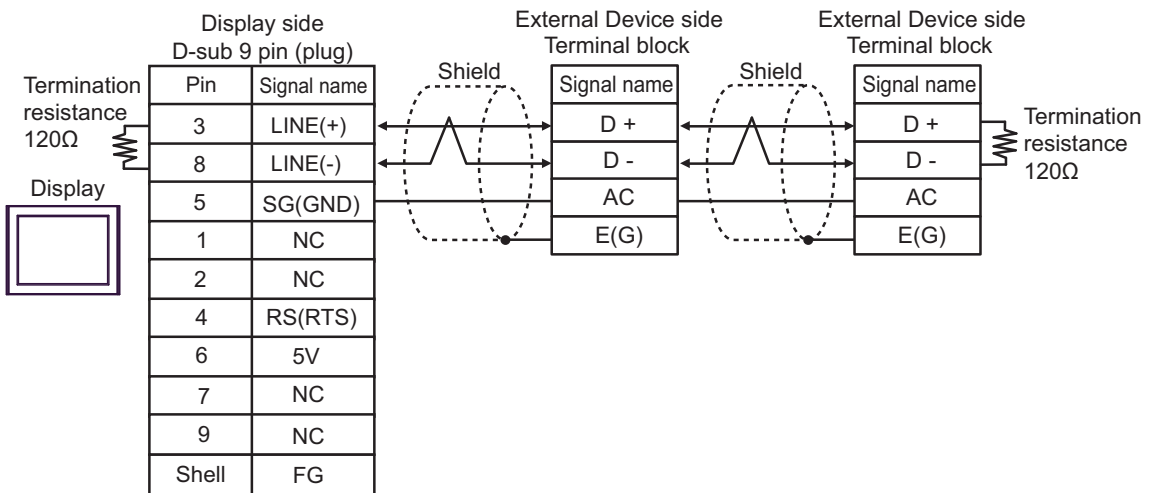 Display side
D-sub 9 pin (plug)
External Device side
Terminal block
External Device side
Terminal block
Termination
resistance
120Ω
Pin Signal name
3 LINE(+)
8 LINE(-)
5 SG(GND)
1 NC
2 NC
4 RS(RTS)
6 5V
7 NC
9 NC
Shell FG
Display
Shield
Signal name
D +
D -
AC
E(G)
Shield
Signal name
D +
D -
AC
E(G)
Termination
resistance
120Ω